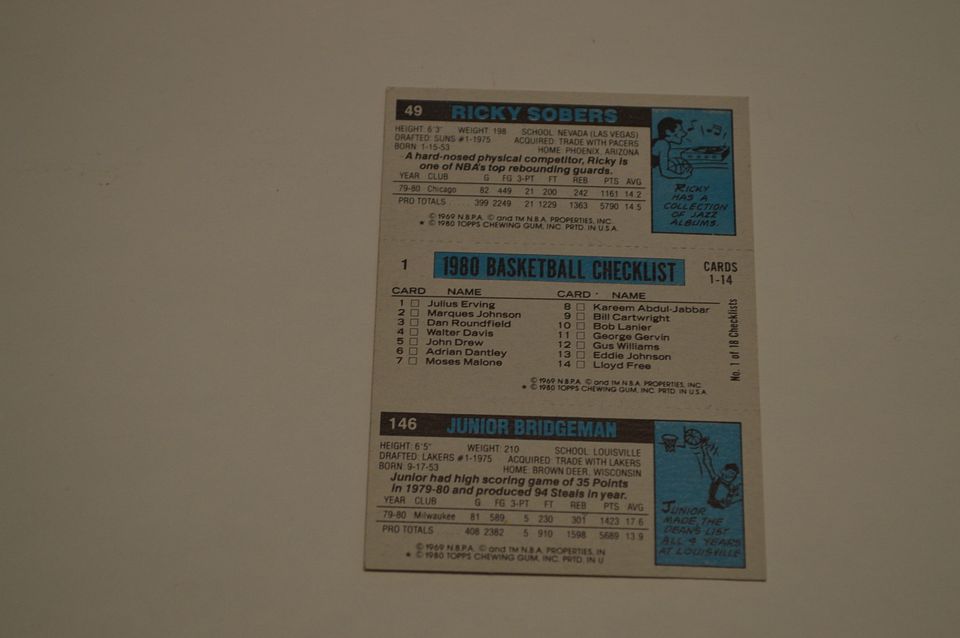 49 RICKY SOBERS
HEIGHT: 6'3" WEIGHT: 198 SCHOOL: NEVADA (LAS VEGAS)
DRAFTED: SUNS #1-1975 ACQUIRED: TRADE WITH PACERS
BORN: 1-15-53 HOME: PHOENIX, ARIZONA
A hard-nosed physical competitor, Ricky is
one of NBA's top rebounding guards.
YEAR CLUB G FG 3-PT FT REB PTS AVG
79-80 Chicago 82 449 21 200 242 1161 14.2
PRO TOTALS ..... 399 2249 21 1229 1363 5790 14.5
© 1969 N.B.P.A. © and TM N.B.A. PROPERTIES, INC.
* © 1980 TOPPS CHEWING GUM, INC. PRTD. IN U.S.A.
RICKY
HAS A
COLLECTION
OF JAZZ
ALBUMS.
1 1980 BASKETBALL CHECKLIST CARDS
1-14
CARD NAME CARD NAME
1 Julius Erving 8 Kareem Abdul-Jabbar
2 Marques Johnson 9 Bill Cartwright
3 Dan Roundfield 10 Bob Lanier
4 Walter Davis 11 George Gervin
5 John Drew 12 Gus Williams
6 Adrian Dantley 13 Eddie Johnson
7 Moses Malone 14 Lloyd Free
No. 1 of 18 Checklists
© 1969 N.B.P.A. © and TM N.B.A. PROPERTIES, INC.
* © 1980 TOPPS CHEWING GUM, INC. PRTD. IN U.S.A.
146 JUNIOR BRIDGEMAN
HEIGHT: 6'5" WEIGHT: 210 SCHOOL: LOUISVILLE
DRAFTED: LAKERS #1-1975 ACQUIRED: TRADE WITH LAKERS
BORN: 9-17-53 HOME: BROWN DEER, WISCONSIN
Junior had high scoring game of 35 Points
in 1979-80 and produced 94 Steals in year.
YEAR CLUB G FG 3-PT FT REB PTS AVG
79-80 Milwaukee 81 589 5 230 301 1423 17.6
PRO TOTALS ..... 408 2382 5 910 1598 5689 13.9
© 1969 N.B.P.A. © and TM N.B.A. PROPERTIES, IN
* © 1980 TOPPS CHEWING GUM, INC. PRTD. IN U
JUNIOR
MADE THE
DEAN'S LIST
ALL 4 YEARS
AT LOUISVILLE